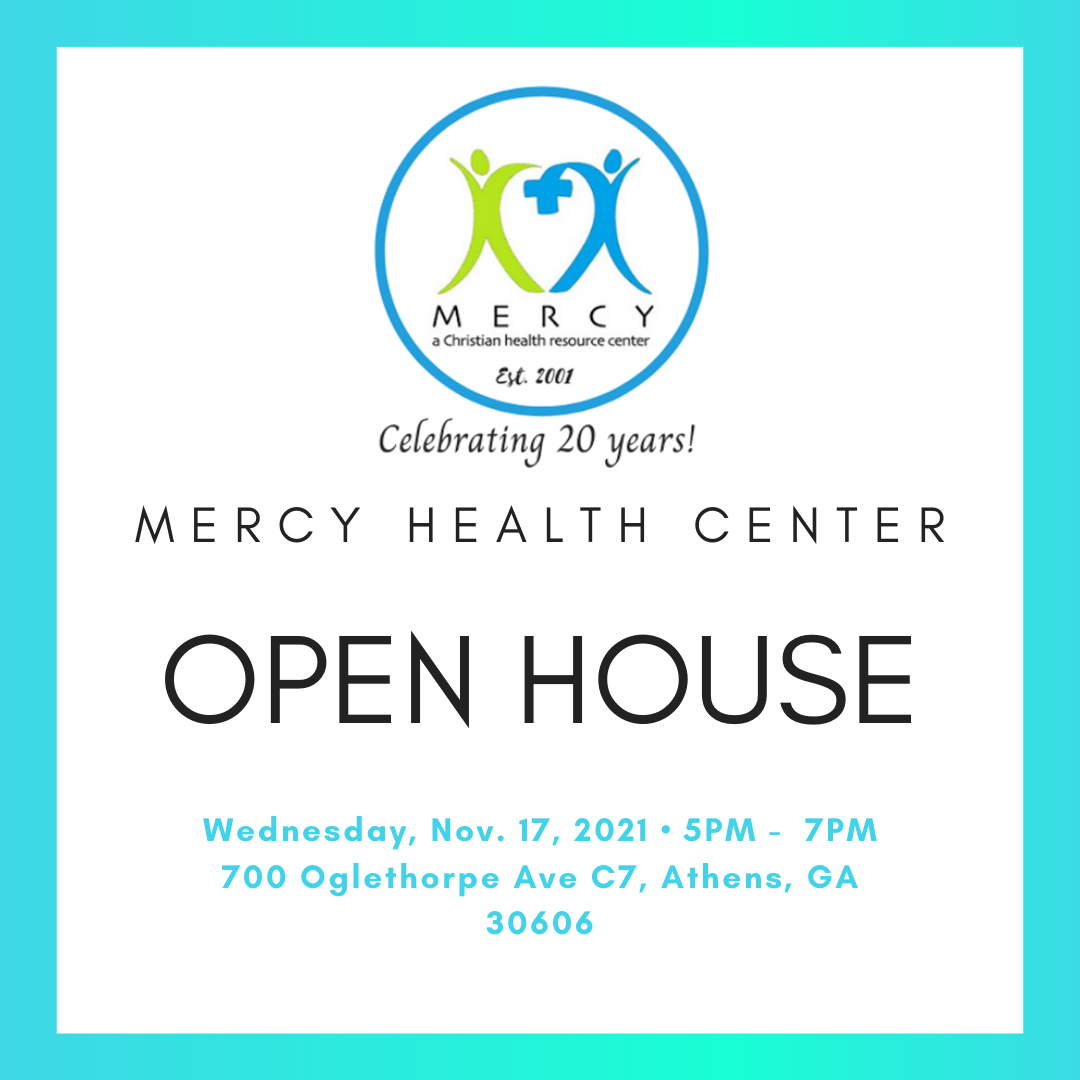 MERCY
a Christian health resource center
Est. 2001
Celebrating 20 years!
MERCY HEALTH CENTER
OPEN HOUSE
Wednesday, Nov. 17, 2021 • 5PM - 7PM
700 Oglethorpe Ave C7, Athens, GA
30606